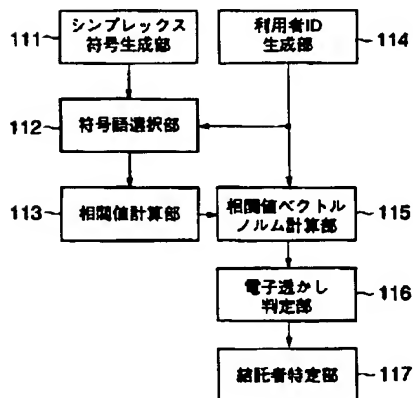 111
シンプレックス
符号生成部
利用者ID
生成部
114
112
符号語選択部
113
相関値計算部
相関値ベクトル
ノルム計算部
115
電子透かし
判定部
116
結託者特定部
117